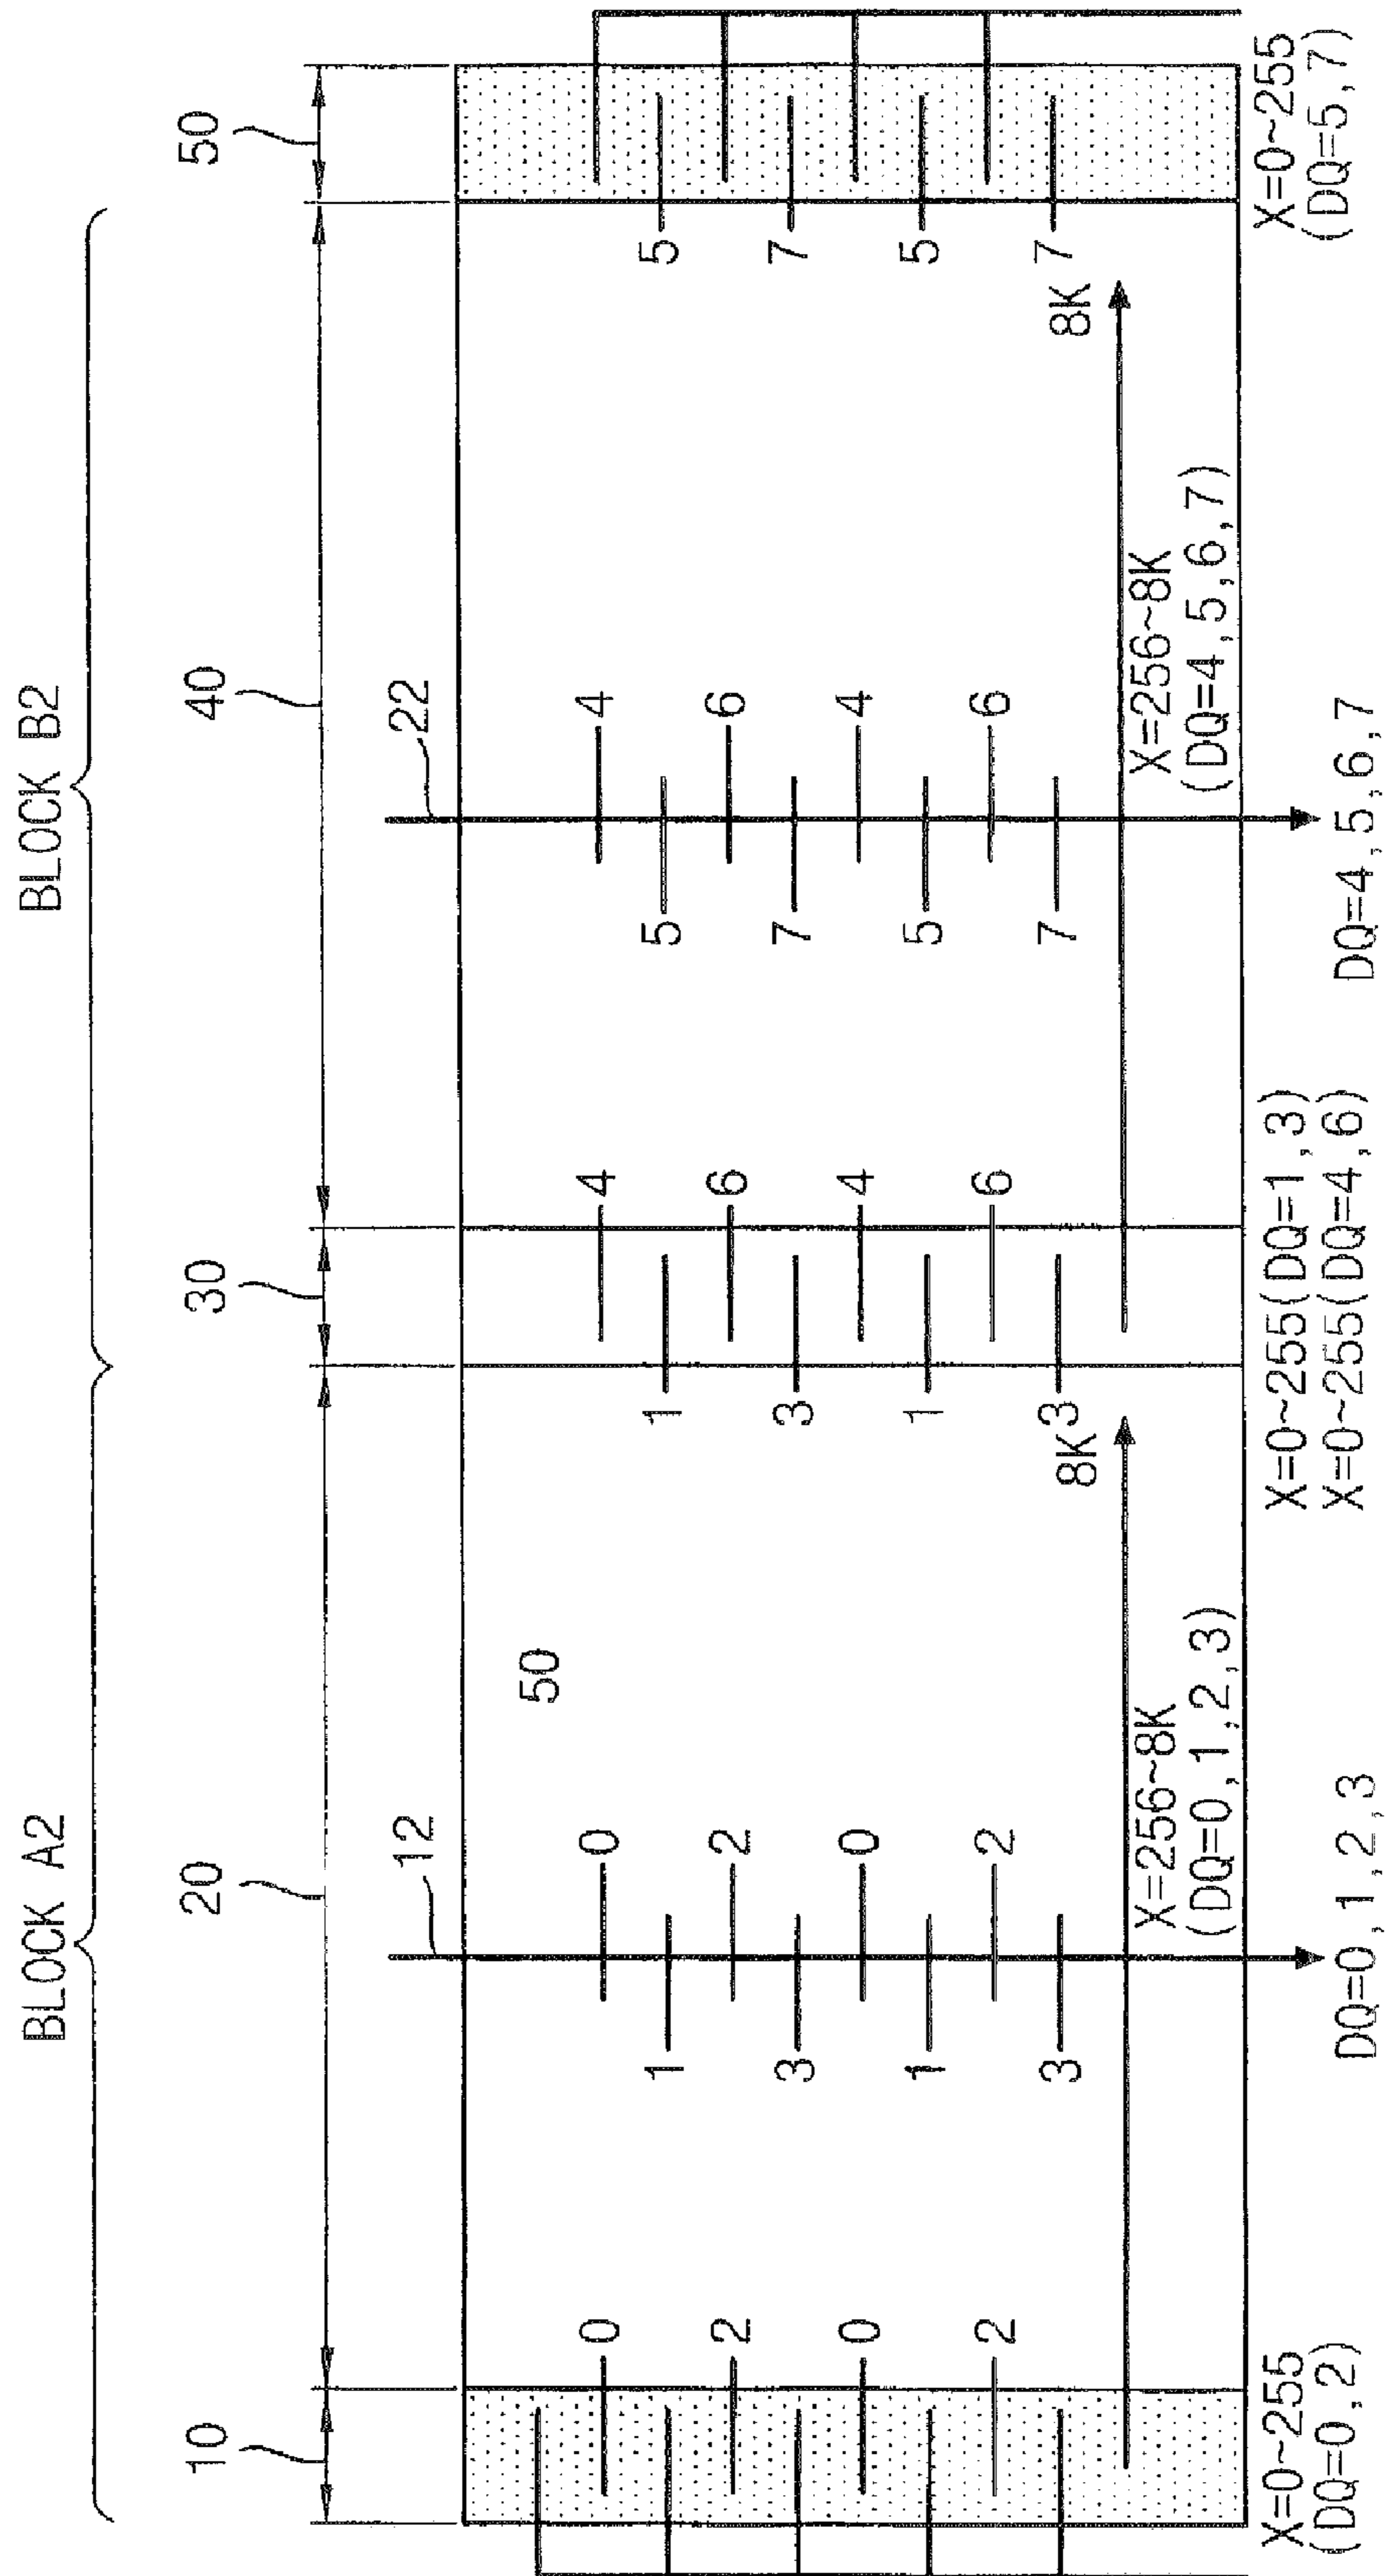 BLOCK A2
BLOCK B2
10
20
30
40
50
12
22
50
0
2
0
2
0
2
0
2
1
3
1
3
4
6
4
6
1
3
1
3
4
6
4
6
5
7
5
7
5
7
5
7
8K
8K
X=256~8K
(DQ=0,1,2,3)
X=256~8K
(DQ=4,5,6,7)
X=0~255
(DQ=0,2)
DQ=0,1,2,3
X=0~255(DQ=1,3)
X=0~255(DQ=4,6)
DQ=4,5,6,7
X=0~255
(DQ=5,7)